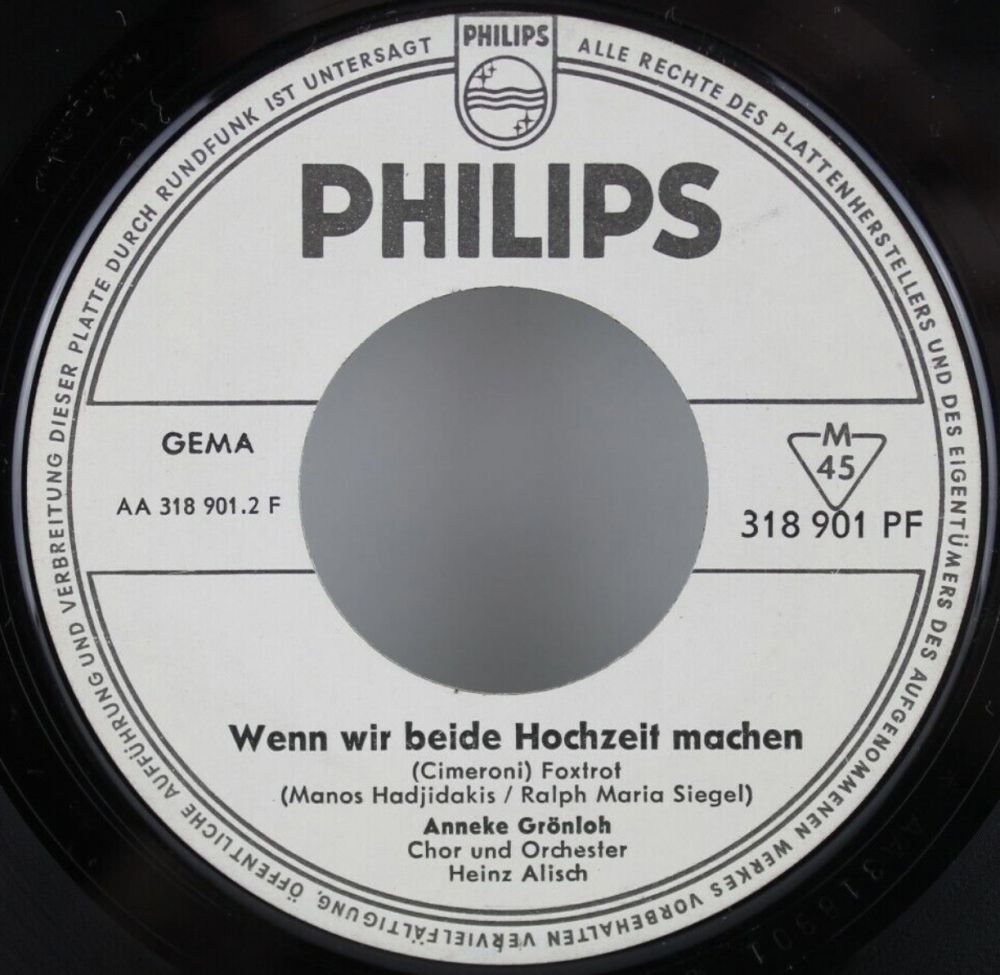 PHILIPS
ALLE RECHTE DES PLATTENHERSTELLERS UND DES EIGENTÜMERS DES AUFGENOMMENEN WERKES VORBEHALTEN VERVIELFÄLTIGUNG, ÖFFENTLICHE AUFFÜHRUNG UND VERBREITUNG DIESER PLATTE DURCH RUNDFUNK IST UNTERSAGT
PHILIPS
GEMA
AA 318 901.2 F
M
45
318 901 PF
Wenn wir beide Hochzeit machen
(Cimeroni) Foxtrot
(Manos Hadjidakis / Ralph Maria Siegel)
Anneke Grönloh
Chor und Orchester
Heinz Alisch
AA318901